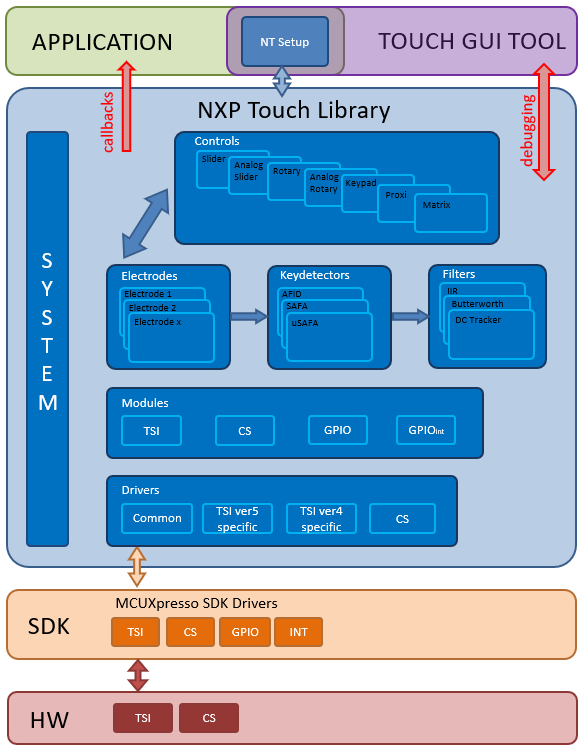 APPLICATION
NT Setup
TOUCH GUI TOOL
callbacks
debugging
NXP Touch Library
SYSTEM
Controls
Slider
Analog
Slider
Rotary
Analog
Rotary
Keypad
Proxi
Matrix
Electrodes
Electrode 1
Electrode 2
Electrode x
Keydetectors
AFID
SAFA
uSAFA
Filters
IIR
Butterworth
DC Tracker
Modules
TSI
CS
GPIO
GPIOint
Drivers
Common
TSI ver5
specific
TSI ver4
specific
CS
SDK
MCUXpresso SDK Drivers
TSI
CS
GPIO
INT
HW
TSI
CS